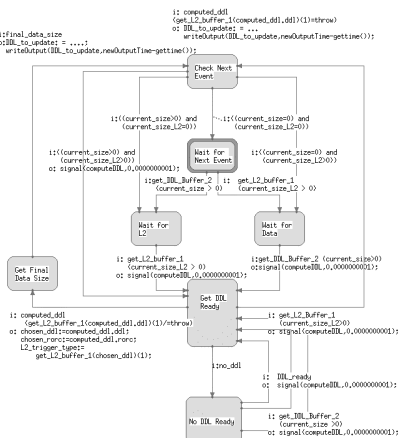 i: computed_ddl
(get_L2_buffer_1(computed_ddl.ddl)(1)=throw)
o: DDL_to_update: = ...
writeOutput(DDL_to_update,newOutputTime-gettime());
i:final_data_size
o:DDL_to_update: = ....;
writeOutput(DDL_to_update,newOutputTime-gettime());
Check Next
Event
i:((current_size>0) and
(current_size_L2=0))
i:((current_size=0) and
(current_size_L2=0))
i:((current_size>0) and
(current_size_L2>0))
o: signal(computeDDL,0.0000000001);
Wait for
Next Event
i:((current_size=0) and
(current_size_L2>0))
i:get_DDL_Buffer_2
(current_size > 0)
i: get_L2_buffer_1
(current_size_L2 > 0)
Wait for
L2
Wait for
Data
i: get_L2_buffer_1
(current_size_L2 > 0)
o: signal(computeDDL,0.0000000001);
i:get_DDL_Buffer_2 (current_size>0)
o:signal(computeDDL,0.0000000001);
Get Final
Data Size
Get DDL
Ready
i: computed_ddl
(get_L2_buffer_1(computed_ddl.ddl)(1)/=throw)
o: chosen_ddl:=computed_ddl.ddl;
chosen_rorc:=computed_ddl.rorc;
L2_trigger_type:=
get_L2_buffer_1(chosen_ddl)(1);
i: get_L2_Buffer_1
(current_size_L2>0)
o: signal(computeDDL,0.0000000001);
i:no_ddl
i: DDL_ready
o: signal(computeDDL,0.0000000001);
No DDL Ready
i: get_DDL_Buffer_2
(current_size >0)
o: signal(computeDDL,0.0000000001);